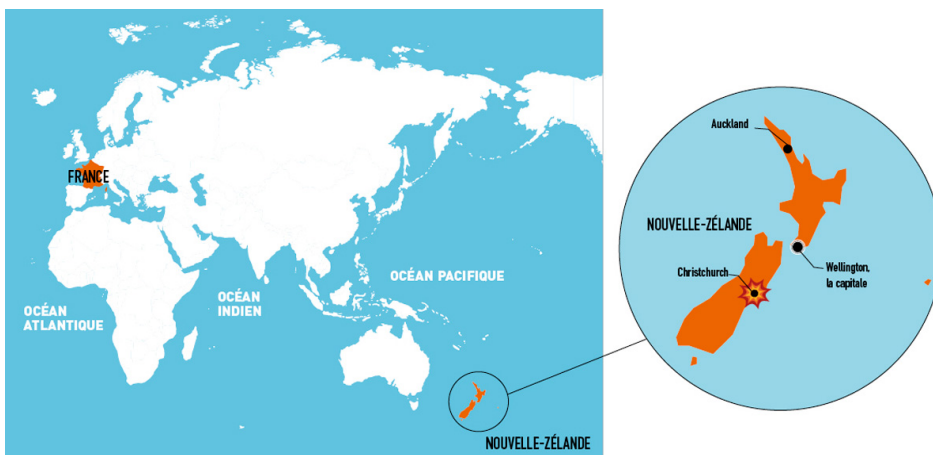 FRANCE
OCÉAN
ATLANTIQUE
OCÉAN
INDIEN
OCÉAN PACIFIQUE
NOUVELLE-ZÉLANDE
Auckland
NOUVELLE-ZÉLANDE
Christchurch
Wellington,
la capitale